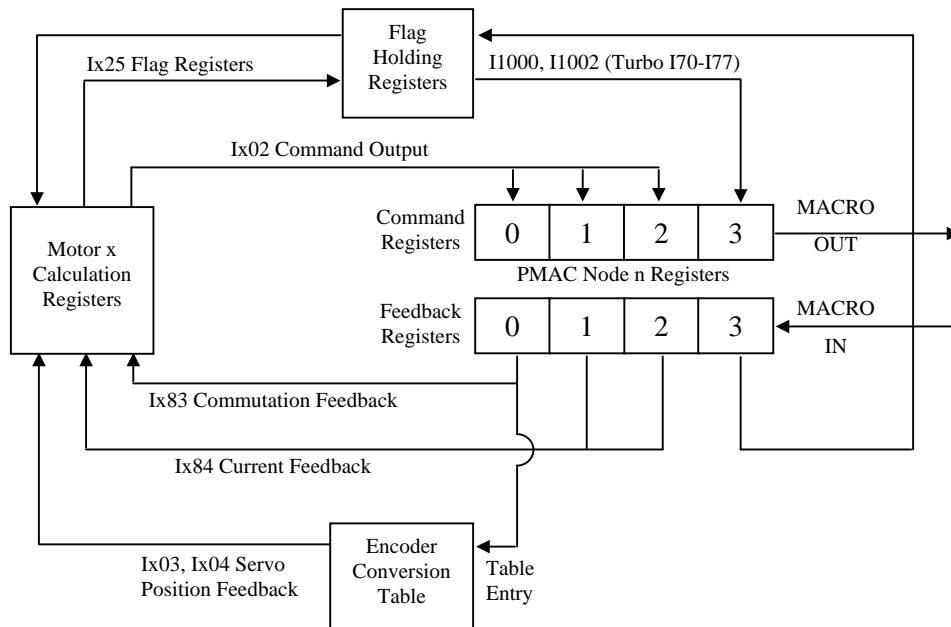 Flag
Holding
Registers
Ix25 Flag Registers
I1000, I1002 (Turbo I70-I77)
Ix02 Command Output
Motor x
Calculation
Registers
Command
Registers
0 1 2 3
MACRO
OUT
PMAC Node n Registers
Feedback
Registers
0 1 2 3
MACRO
IN
Ix83 Commutation Feedback
Ix84 Current Feedback
Ix03, Ix04 Servo
Position Feedback
Encoder
Conversion
Table
Table
Entry